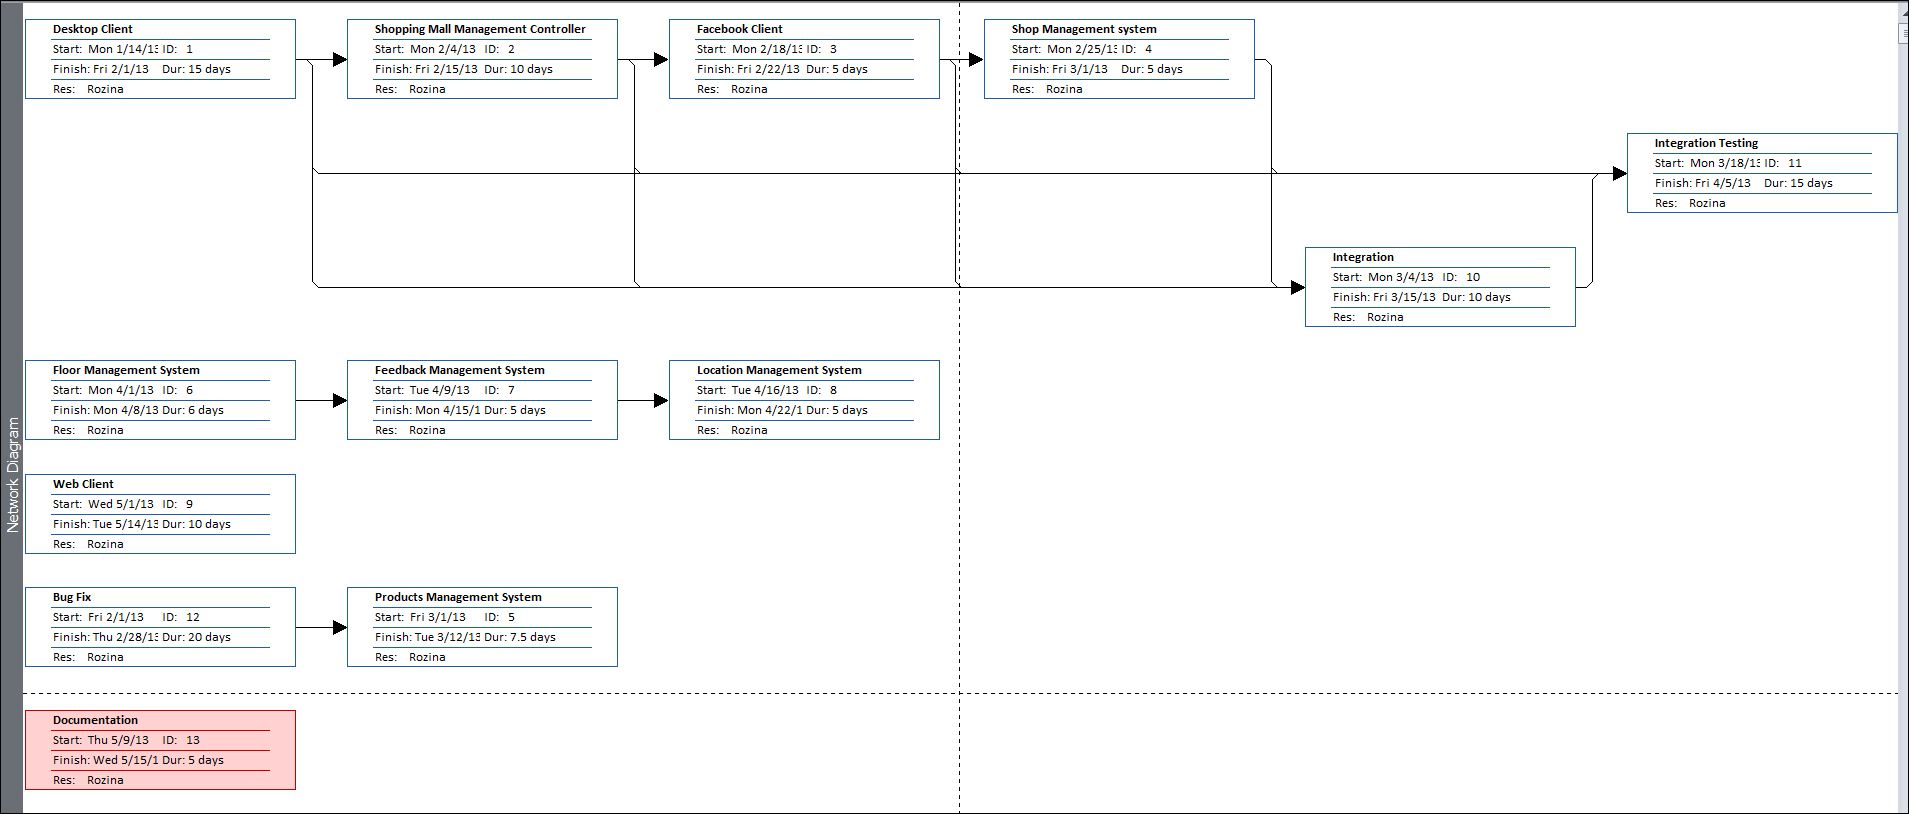 Network Diagram
Desktop Client
Start: Mon 1/14/13 ID: 1
Finish: Fri 2/1/13 Dur: 15 days
Res: Rozina
Shopping Mall Management Controller
Start: Mon 2/4/13 ID: 2
Finish: Fri 2/15/13 Dur: 10 days
Res: Rozina
Facebook Client
Start: Mon 2/18/13 ID: 3
Finish: Fri 2/22/13 Dur: 5 days
Res: Rozina
Shop Management system
Start: Mon 2/25/13 ID: 4
Finish: Fri 3/1/13 Dur: 5 days
Res: Rozina
Integration Testing
Start: Mon 3/18/13 ID: 11
Finish: Fri 4/5/13 Dur: 15 days
Res: Rozina
Integration
Start: Mon 3/4/13 ID: 10
Finish: Fri 3/15/13 Dur: 10 days
Res: Rozina
Floor Management System
Start: Mon 4/1/13 ID: 6
Finish: Mon 4/8/13 Dur: 6 days
Res: Rozina
Feedback Management System
Start: Tue 4/9/13 ID: 7
Finish: Mon 4/15/1 Dur: 5 days
Res: Rozina
Location Management System
Start: Tue 4/16/13 ID: 8
Finish: Mon 4/22/1 Dur: 5 days
Res: Rozina
Web Client
Start: Wed 5/1/13 ID: 9
Finish: Tue 5/14/13 Dur: 10 days
Res: Rozina
Bug Fix
Start: Fri 2/1/13 ID: 12
Finish: Thu 2/28/13 Dur: 20 days
Res: Rozina
Products Management System
Start: Fri 3/1/13 ID: 5
Finish: Tue 3/12/13 Dur: 7.5 days
Res: Rozina
Documentation
Start: Thu 5/9/13 ID: 13
Finish: Wed 5/15/1 Dur: 5 days
Res: Rozina